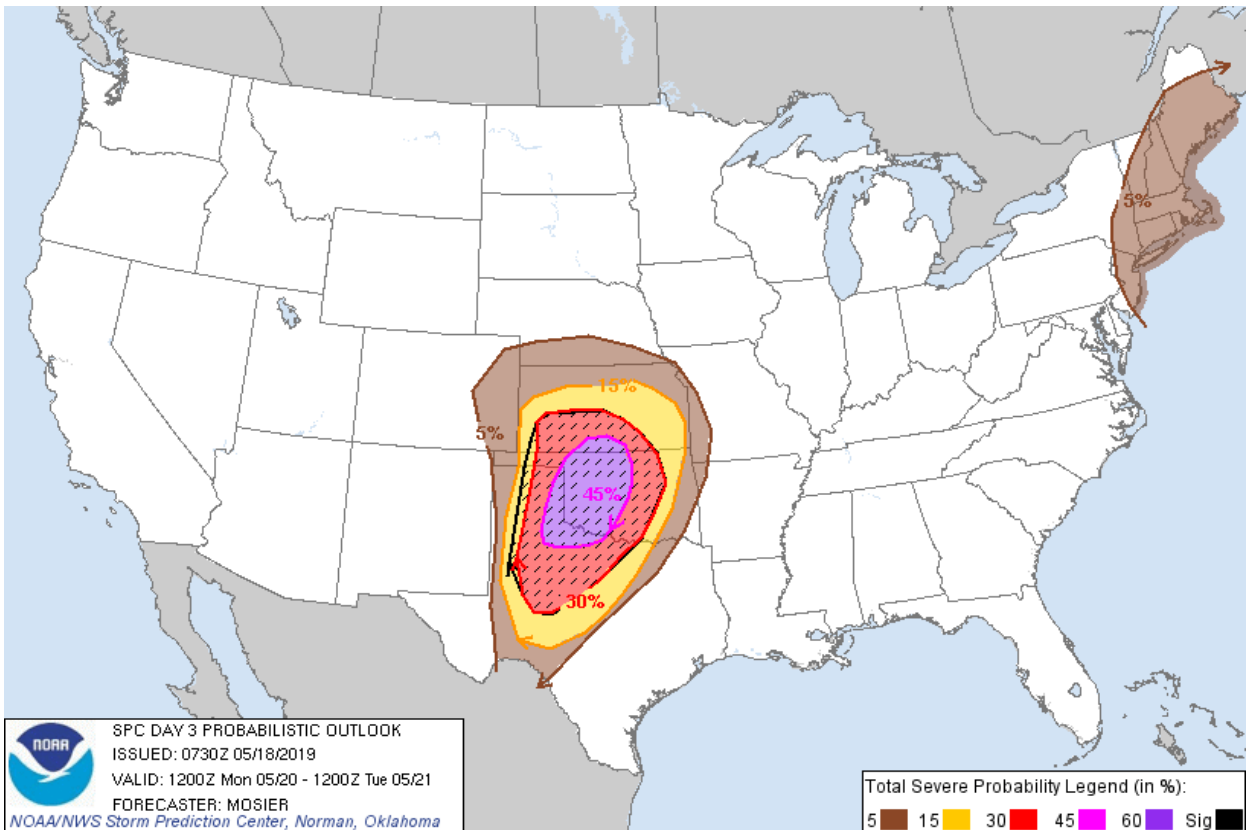 5%
15%
5%
45%
30%
NOAA
SPC DAY 3 PROBABILISTIC OUTLOOK
ISSUED: 0730Z 05/18/2019
VALID: 1200Z Mon 05/20 - 1200Z Tue 05/21
FORECASTER: MOSIER
NOAA/NWS Storm Prediction Center, Norman, Oklahoma
Total Severe Probability Legend (in %):
5 15 30 45 60 Sig